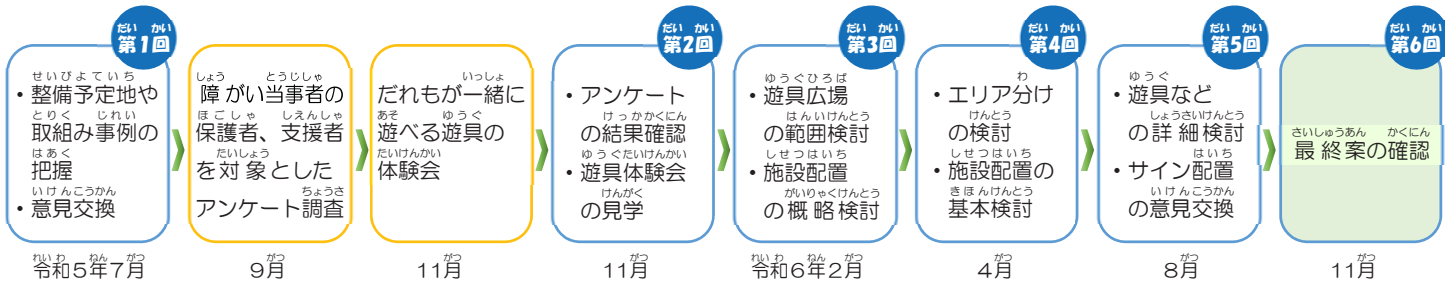 第1回
・整備予定地や
取組み事例の
把握
・意見交換
令和5年7月
障がい当事者の
保護者、支援者
を対象とした
アンケート調査
9月
だれもが一緒に
遊べる遊具の
体験会
11月
第2回
・アンケート
の結果確認
・遊具体験会
の見学
11月
第3回
・遊具広場
の範囲検討
・施設配置
の概略検討
令和6年2月
第4回
・エリア分け
の検討
・施設配置の
基本検討
4月
第5回
・遊具など
の詳細検討
・サイン配置
の意見交換
8月
第6回
最終案の確認
11月